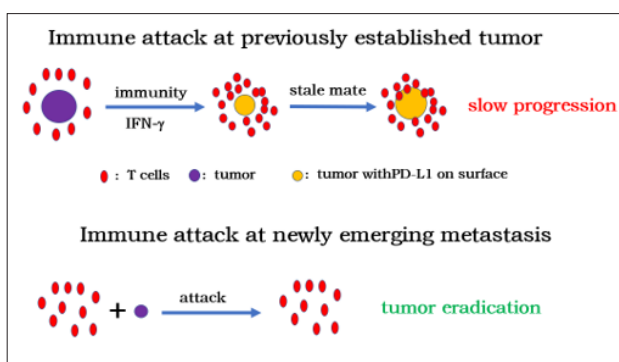 Immune attack at previously established tumor
immunity
IFN-γ
stale mate
slow progression
: T cells
: tumor
: tumor withPD-L1 on surface
Immune attack at newly emerging metastasis
+
attack
tumor eradication